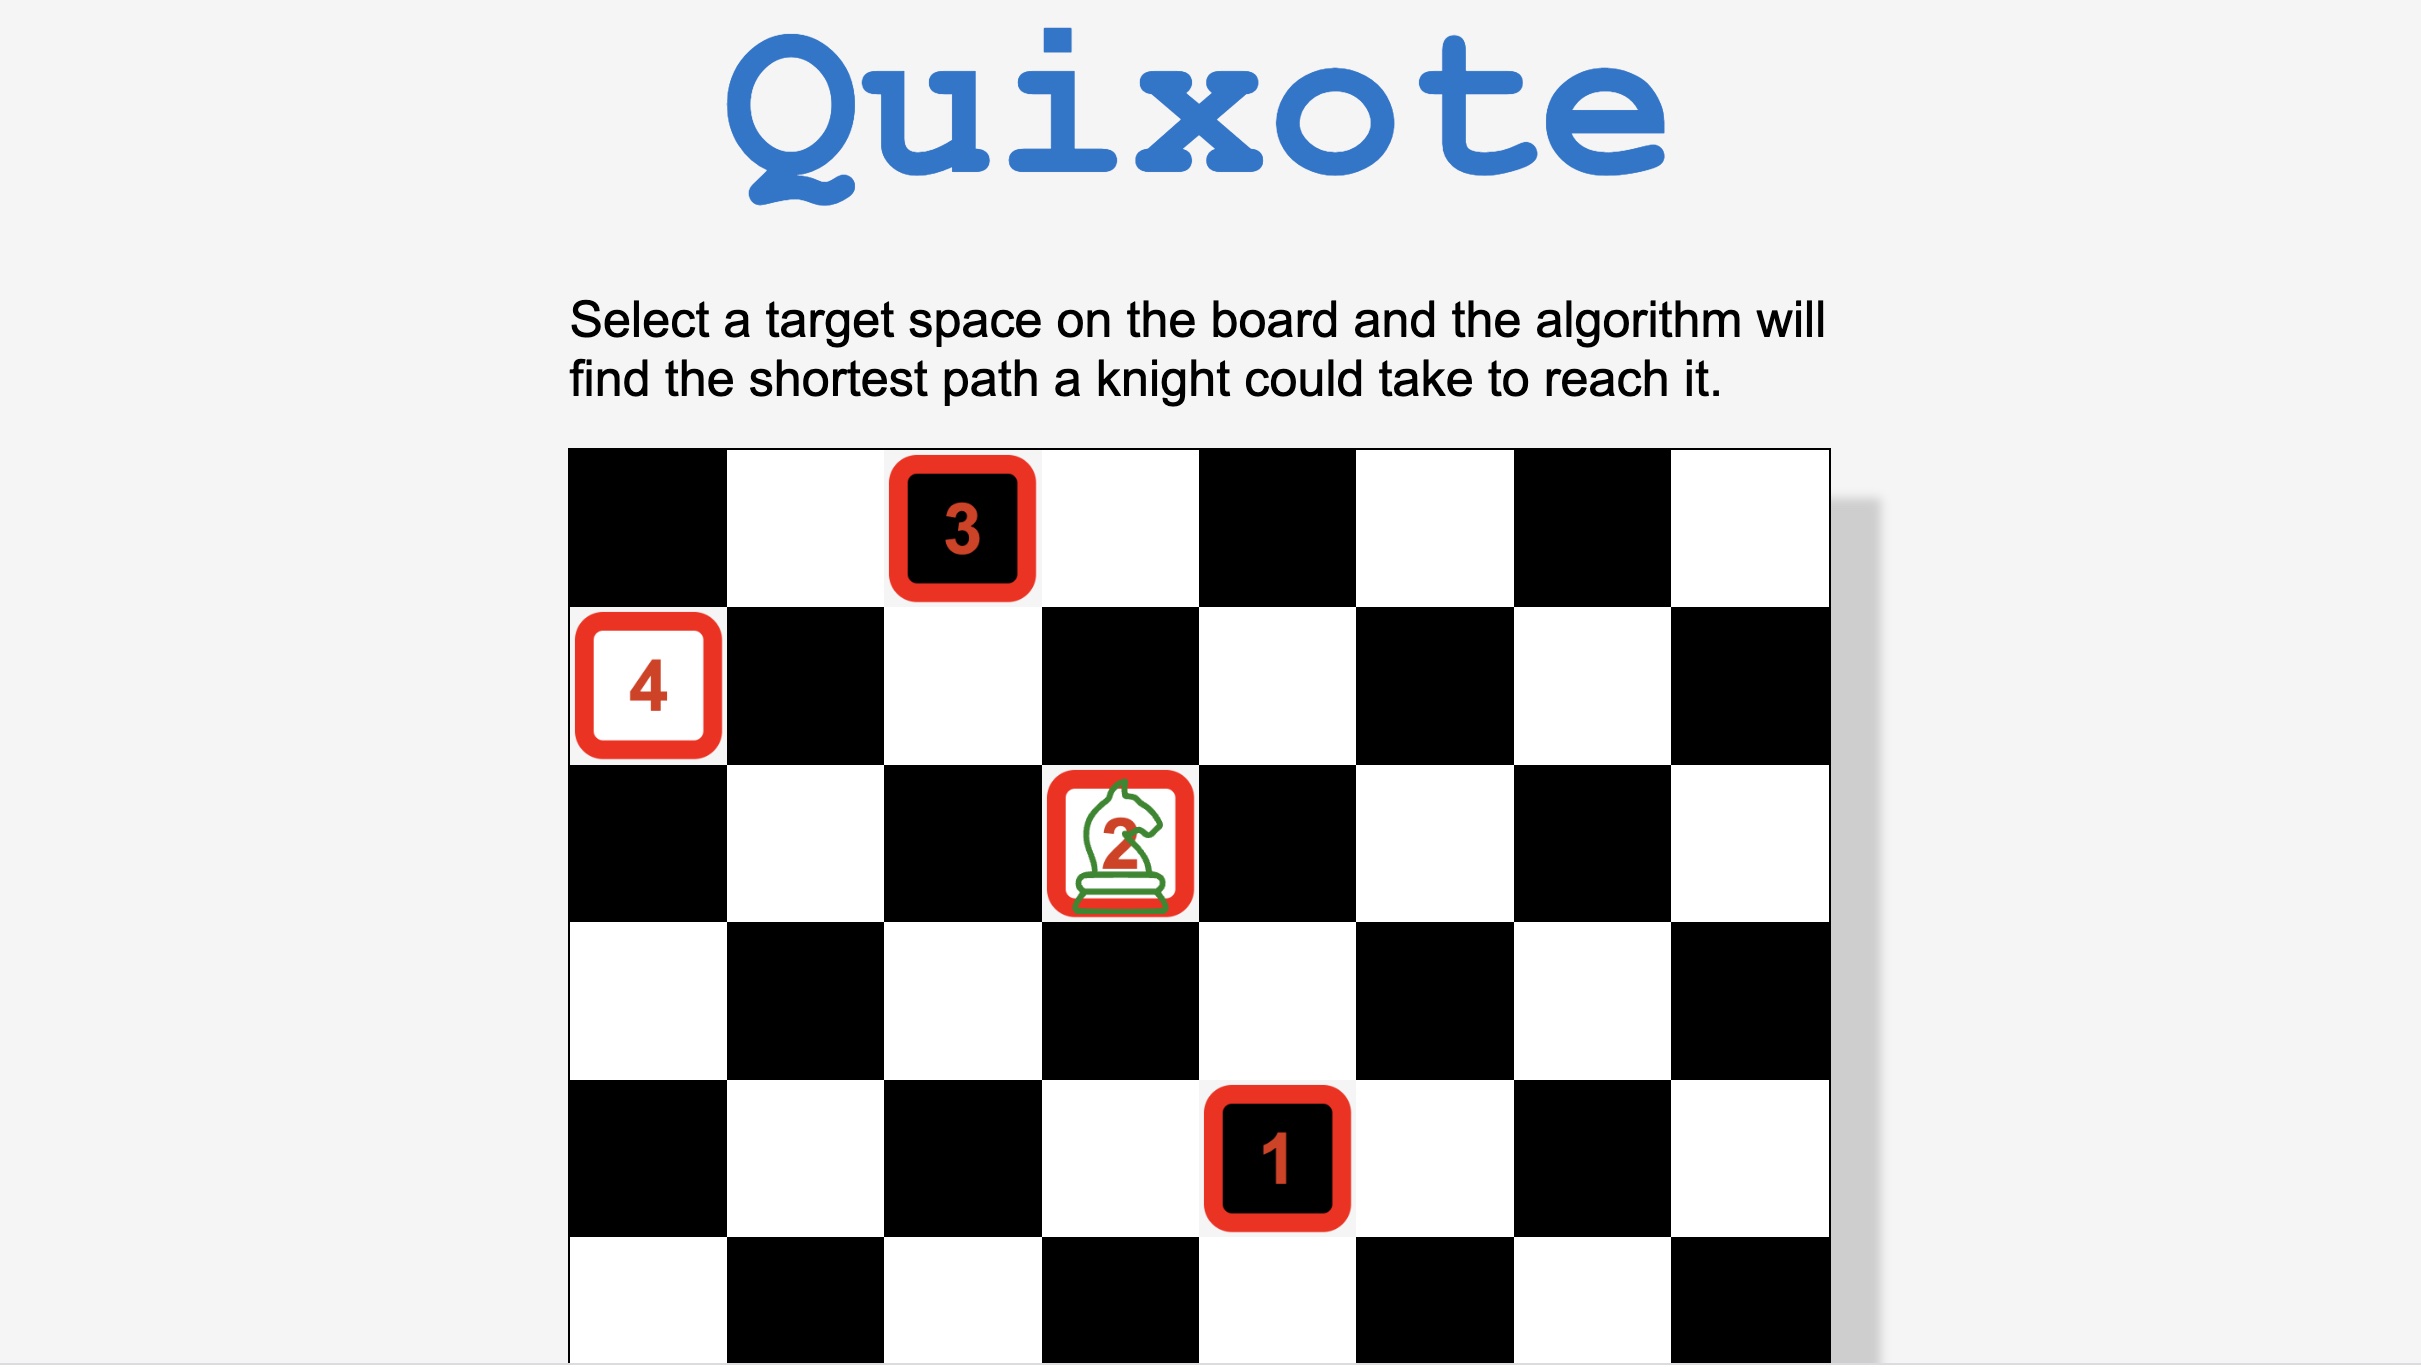 Quixote
Select a target space on the board and the algorithm will
find the shortest path a knight could take to reach it.
3
4
2
1